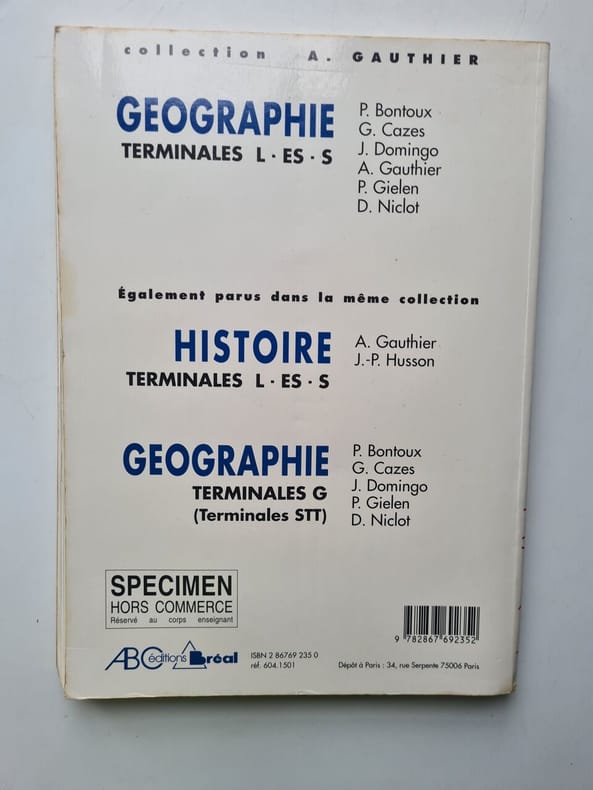 collection A. GAUTHIER
GEOGRAPHIE
TERMINALES L · ES · S
P. Bontoux
G. Cazes
J. Domingo
A. Gauthier
P. Gielen
D. Niclot
Également parus dans la même collection
HISTOIRE
TERMINALES L · ES · S
A. Gauthier
J.-P. Husson
GEOGRAPHIE
TERMINALES G
(Terminales STT)
P. Bontoux
G. Cazes
J. Domingo
P. Gielen
D. Niclot
SPECIMEN
HORS COMMERCE
Réservé au corps enseignant
ABC éditions Bréal
ISBN 2 86769 235 0
réf. 604.1501
9 782867 692352
Dépôt à Paris : 34, rue Serpente 75006 Paris